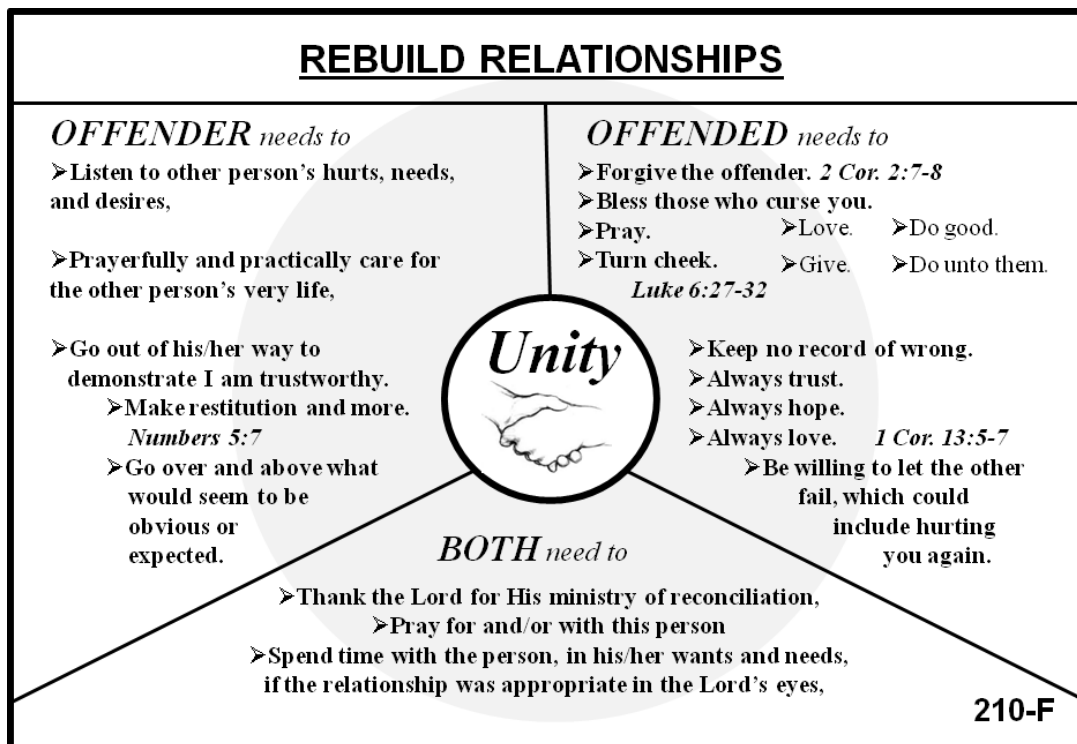 REBUILD RELATIONSHIPS
OFFENDER needs to
➢Listen to other person's hurts, needs,
and desires,
➢Prayerfully and practically care for
the other person's very life,
➢Go out of his/her way to
demonstrate I am trustworthy.
➢Make restitution and more.
Numbers 5:7
➢Go over and above what
would seem to be
obvious or
expected.
OFFENDED needs to
➢Forgive the offender. 2 Cor. 2:7-8
➢Bless those who curse you.
➢Pray. ➢Love. ➢Do good.
➢Turn cheek. ➢Give. ➢Do unto them.
Luke 6:27-32
➢Keep no record of wrong.
➢Always trust.
➢Always hope.
➢Always love. 1 Cor. 13:5-7
➢Be willing to let the other
fail, which could
include hurting
you again.
Unity
BOTH need to
➢Thank the Lord for His ministry of reconciliation,
➢Pray for and/or with this person
➢Spend time with the person, in his/her wants and needs,
if the relationship was appropriate in the Lord's eyes,
210-F